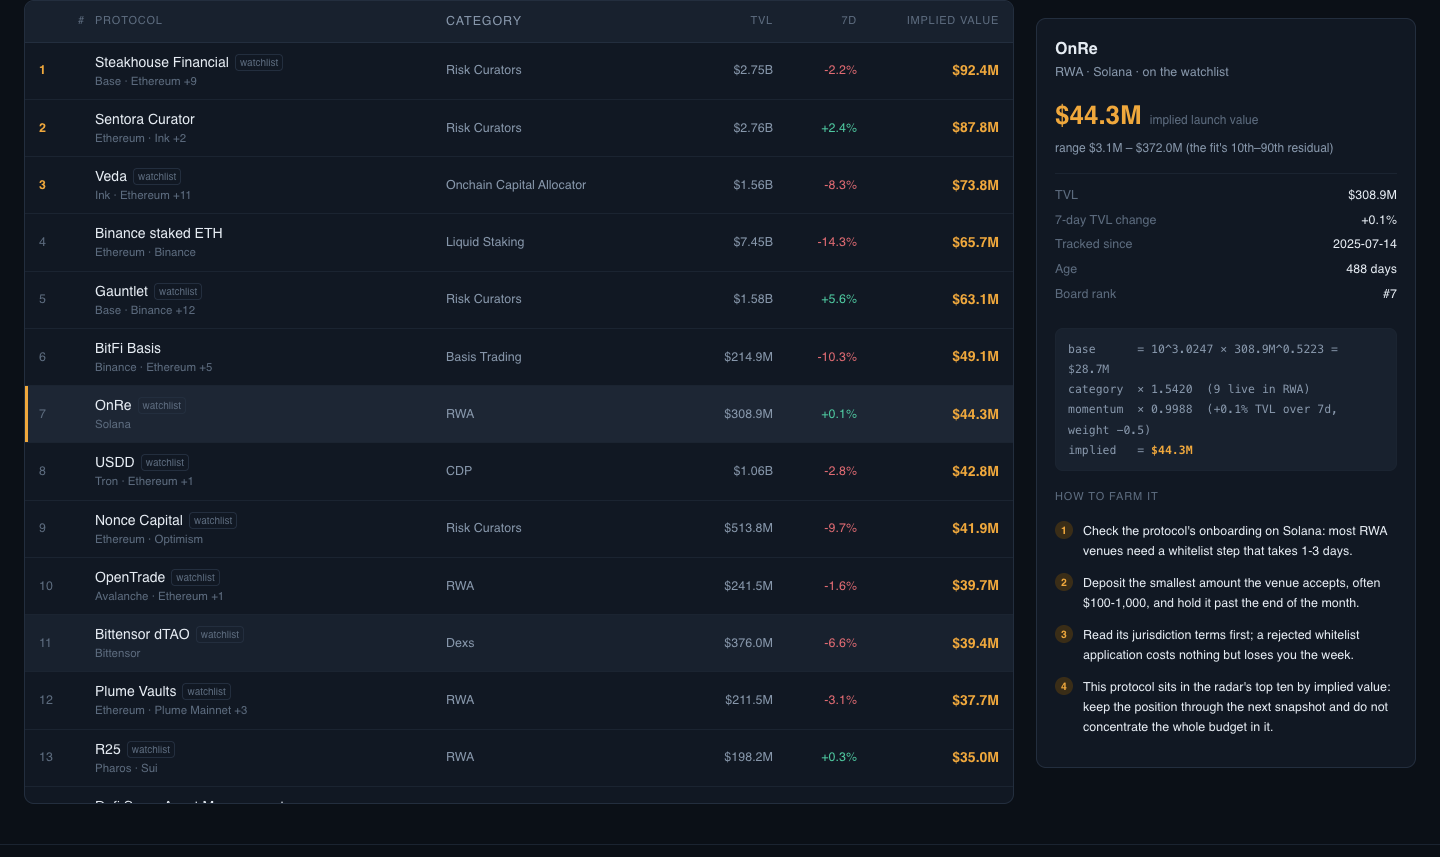 # PROTOCOL CATEGORY TVL 7D IMPLIED VALUE
1 Steakhouse Financial watchlist Risk Curators $2.75B -2.2% $92.4M
Base · Ethereum +9
2 Sentora Curator Risk Curators $2.76B +2.4% $87.8M
Ethereum · Ink +2
3 Veda watchlist Onchain Capital Allocator $1.56B -8.3% $73.8M
Ink · Ethereum +11
4 Binance staked ETH Liquid Staking $7.45B -14.3% $65.7M
Ethereum · Binance
5 Gauntlet watchlist Risk Curators $1.58B +5.6% $63.1M
Base · Binance +12
6 BitFi Basis Basis Trading $214.9M -10.3% $49.1M
Binance · Ethereum +5
7 OnRe watchlist RWA $308.9M +0.1% $44.3M
Solana
8 USDD watchlist CDP $1.06B -2.8% $42.8M
Tron · Ethereum +1
9 Nonce Capital watchlist Risk Curators $513.8M -9.7% $41.9M
Ethereum · Optimism
10 OpenTrade watchlist RWA $241.5M -1.6% $39.7M
Avalanche · Ethereum +1
11 Bittensor dTAO watchlist Dexs $376.0M -6.6% $39.4M
Bittensor
12 Plume Vaults watchlist RWA $211.5M -3.1% $37.7M
Ethereum · Plume Mainnet +3
13 R25 watchlist RWA $198.2M +0.3% $35.0M
Pharos · Sui
OnRe
RWA · Solana · on the watchlist
$44.3M implied launch value
range $3.1M – $372.0M (the fit's 10th–90th residual)
TVL $308.9M
7-day TVL change +0.1%
Tracked since 2025-07-14
Age 488 days
Board rank #7
base = 10^3.0247 × 308.9M^0.5223 =
$28.7M
category × 1.5420 (9 live in RWA)
momentum × 0.9988 (+0.1% TVL over 7d,
weight −0.5)
implied = $44.3M
HOW TO FARM IT
1 Check the protocol's onboarding on Solana: most RWA
venues need a whitelist step that takes 1-3 days.
2 Deposit the smallest amount the venue accepts, often
$100-1,000, and hold it past the end of the month.
3 Read its jurisdiction terms first; a rejected whitelist
application costs nothing but loses you the week.
4 This protocol sits in the radar's top ten by implied value:
keep the position through the next snapshot and do not
concentrate the whole budget in it.